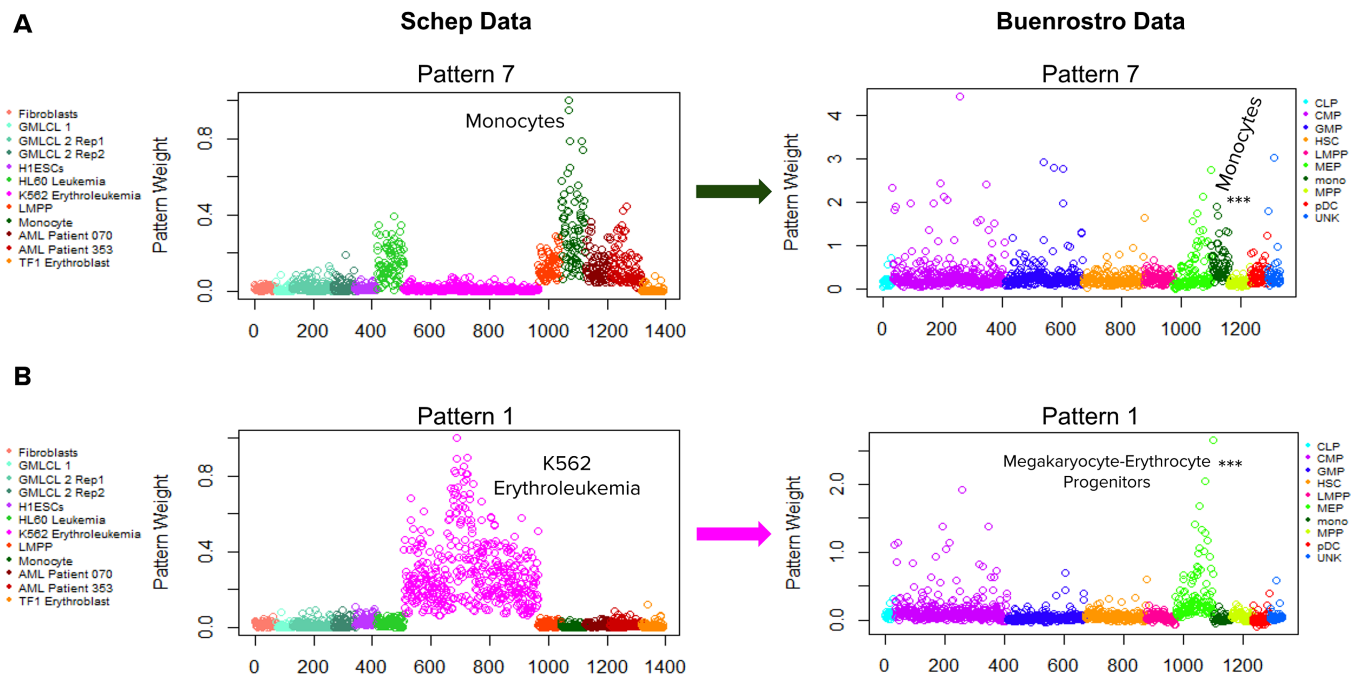 A
Schep Data
Buenrostro Data
Pattern 7
Pattern Weight
0.0
0.4
0.8
0
200
400
600
800
1000
1200
1400
Monocytes
Fibroblasts
GMLCL 1
GMLCL 2 Rep1
GMLCL 2 Rep2
H1ESCs
HL60 Leukemia
K562 Erythroleukemia
LMPP
Monocyte
AML Patient 070
AML Patient 353
TF1 Erythroblast
Pattern 7
Pattern Weight
0
1
2
3
4
0
200
400
600
800
1000
1200
Monocytes
***
CLP
CMP
GMP
HSC
LMPP
MEP
mono
MPP
pDC
UNK
B
Pattern 1
Pattern Weight
0.0
0.4
0.8
0
200
400
600
800
1000
1200
1400
K562
Erythroleukemia
Fibroblasts
GMLCL 1
GMLCL 2 Rep1
GMLCL 2 Rep2
H1ESCs
HL60 Leukemia
K562 Erythroleukemia
LMPP
Monocyte
AML Patient 070
AML Patient 353
TF1 Erythroblast
Pattern 1
Pattern Weight
0.0
1.0
2.0
0
200
400
600
800
1000
1200
Megakaryocyte-Erythrocyte ***
Progenitors
CLP
CMP
GMP
HSC
LMPP
MEP
mono
MPP
pDC
UNK